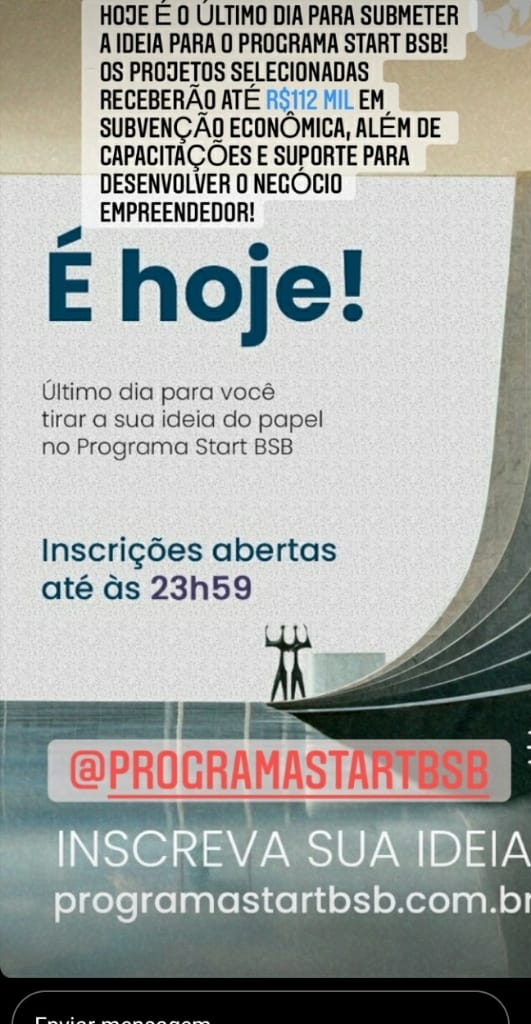 HOJE É O ÚLTIMO DIA PARA SUBMETER
A IDEIA PARA O PROGRAMA START BSB!
OS PROJETOS SELECIONADAS
RECEBERÃO ATÉ R$112 MIL EM
SUBVENÇÃO ECONÔMICA, ALÉM DE
CAPACITAÇÕES E SUPORTE PARA
DESENVOLVER O NEGÓCIO
EMPREENDEDOR!
É hoje!
Último dia para você
tirar a sua ideia do papel
no Programa Start BSB
Inscrições abertas
até às 23h59
@PROGRAMASTARTBSB
INSCREVA SUA IDEIA
programastartbsb.com.br
Enviar mensagem